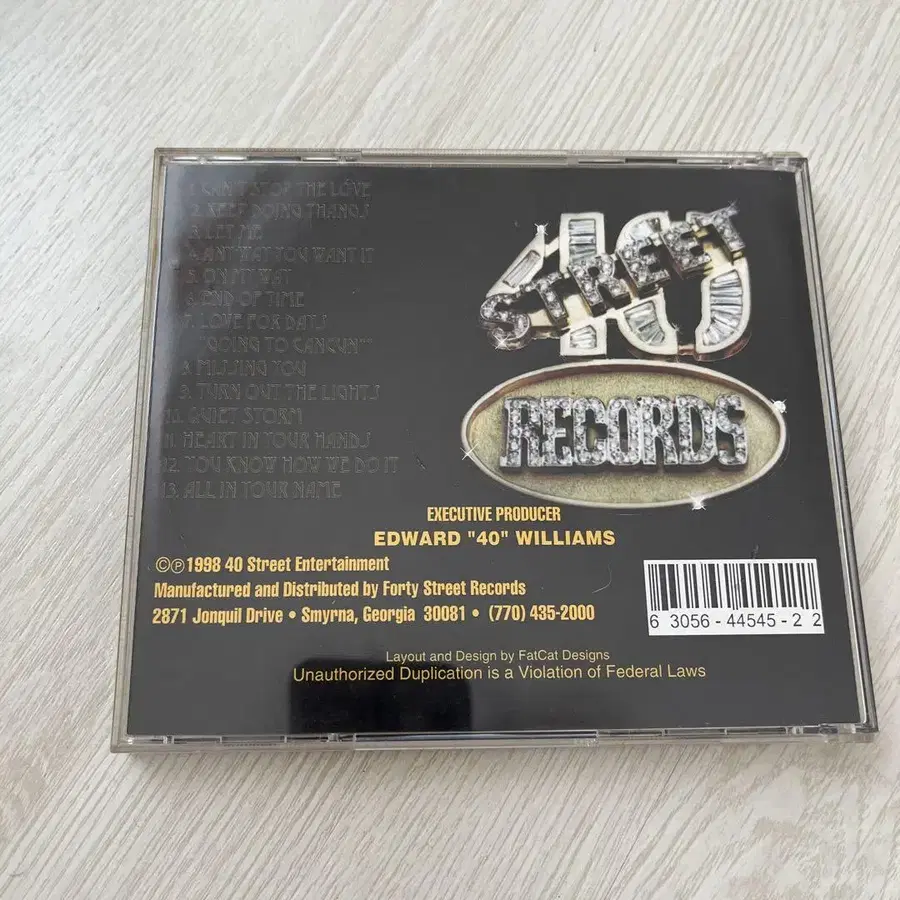 1. CAN'T STOP THE LOVE
2. KEEP DOING THANGS
3. LET ME
4. ANY WAY YOU WANT IT
5. ON MY WAY
6. END OF TIME
7. LOVE FOR DAYS
"GOING TO CANCUN"
8. MISSING YOU
9. TURN OUT THE LIGHTS
10. QUIET STORM
11. HEART IN YOUR HANDS
12. YOU KNOW HOW WE DO IT
13. ALL IN YOUR NAME
40
STREET
RECORDS
EXECUTIVE PRODUCER
EDWARD "40" WILLIAMS
©℗1998 40 Street Entertainment
Manufactured and Distributed by Forty Street Records
2871 Jonquil Drive • Smyrna, Georgia 30081 • (770) 435-2000
6 3056-44545-2 2
Layout and Design by FatCat Designs
Unauthorized Duplication is a Violation of Federal Laws